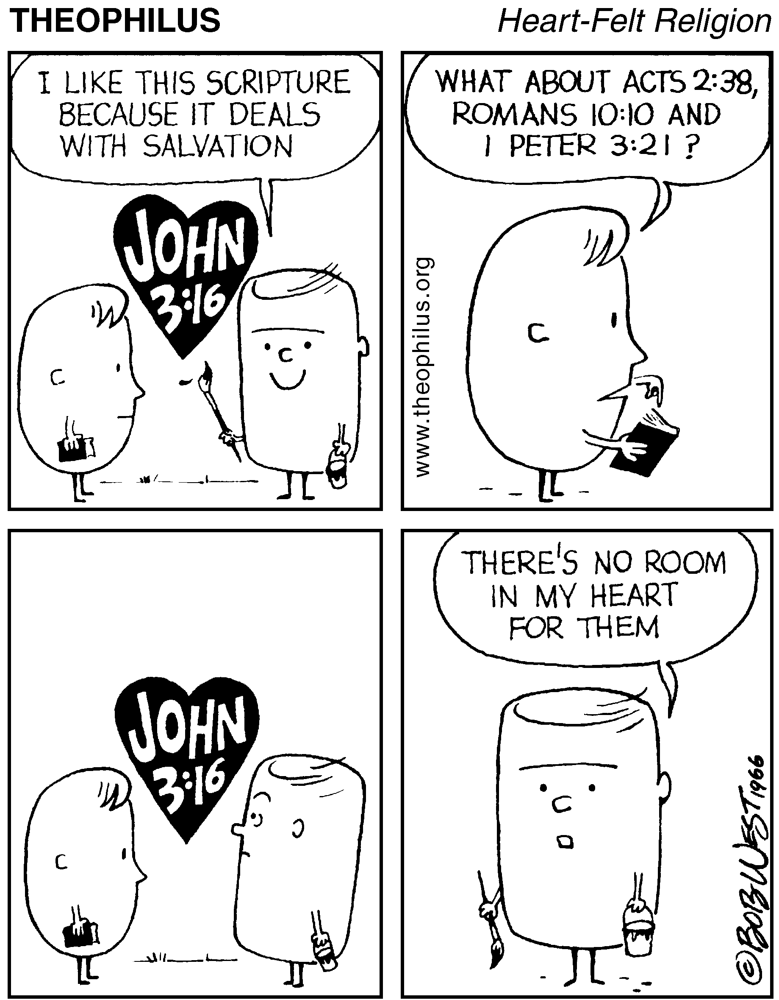 THEOPHILUS
Heart-Felt Religion
I LIKE THIS SCRIPTURE
BECAUSE IT DEALS
WITH SALVATION
JOHN
3:16
WHAT ABOUT ACTS 2:38,
ROMANS 10:10 AND
I PETER 3:21 ?
www.theophilus.org
JOHN
3:16
THERE'S NO ROOM
IN MY HEART
FOR THEM
©BOB WEST 1966